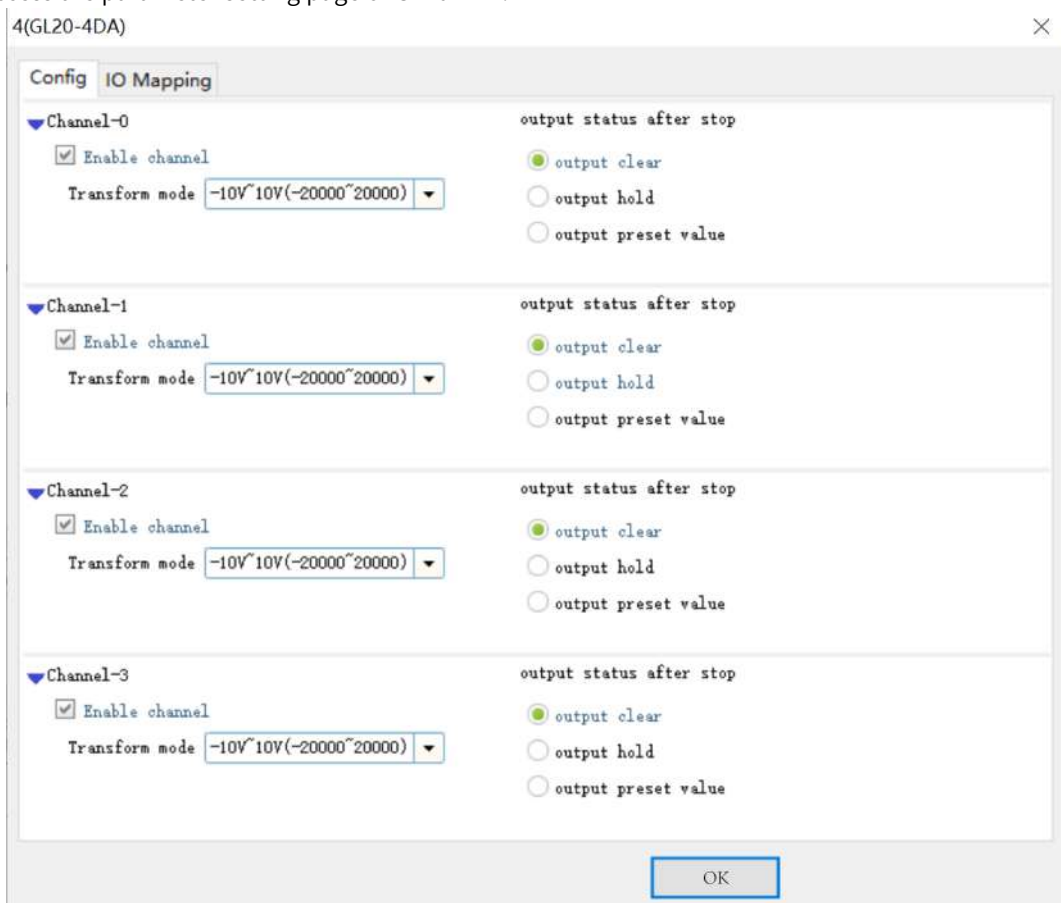 4(GL20-4DA)
Config IO Mapping
Channel-0
Enable channel
Transform mode -10V~10V(-20000~20000)
output status after stop
output clear
output hold
output preset value
Channel-1
Enable channel
Transform mode -10V~10V(-20000~20000)
output status after stop
output clear
output hold
output preset value
Channel-2
Enable channel
Transform mode -10V~10V(-20000~20000)
output status after stop
output clear
output hold
output preset value
Channel-3
Enable channel
Transform mode -10V~10V(-20000~20000)
output status after stop
output clear
output hold
output preset value
OK